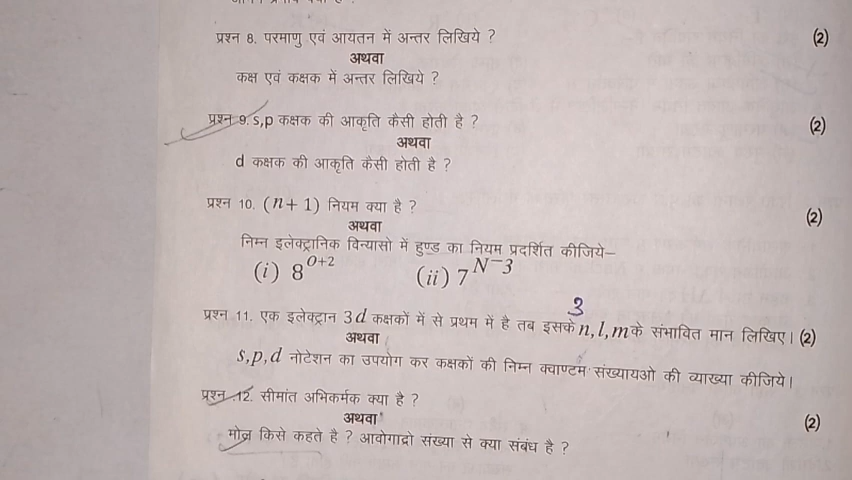 प्रश्न 8. परमाणु एवं आयतन में अन्तर लिखिये ? (2)
अथवा
कक्ष एवं कक्षक में अन्तर लिखिये ?
प्रश्न 9. s,p कक्षक की आकृति कैसी होती है ? (2)
अथवा
d कक्षक की आकृति कैसी होती है ?
प्रश्न 10. (n+1) नियम क्या है ? (2)
अथवा
निम्न इलेक्ट्रानिक विन्यासो में हुण्ड का नियम प्रदर्शित कीजिये–
(i) 8^O+2 (ii) 7^N-3
3
प्रश्न 11. एक इलेक्ट्रान 3d कक्षकों में से प्रथम में है तब इसके n,l,m के संभावित मान लिखिए। (2)
अथवा
s,p,d नोटेशन का उपयोग कर कक्षकों की निम्न क्वाण्टम संख्यायओ की व्याख्या कीजिये।
प्रश्न .12. सीमांत अभिकर्मक क्या है ?
अथवा (2)
मोल किसे कहते है ? आवोगाद्रो संख्या से क्या संबंध है ?